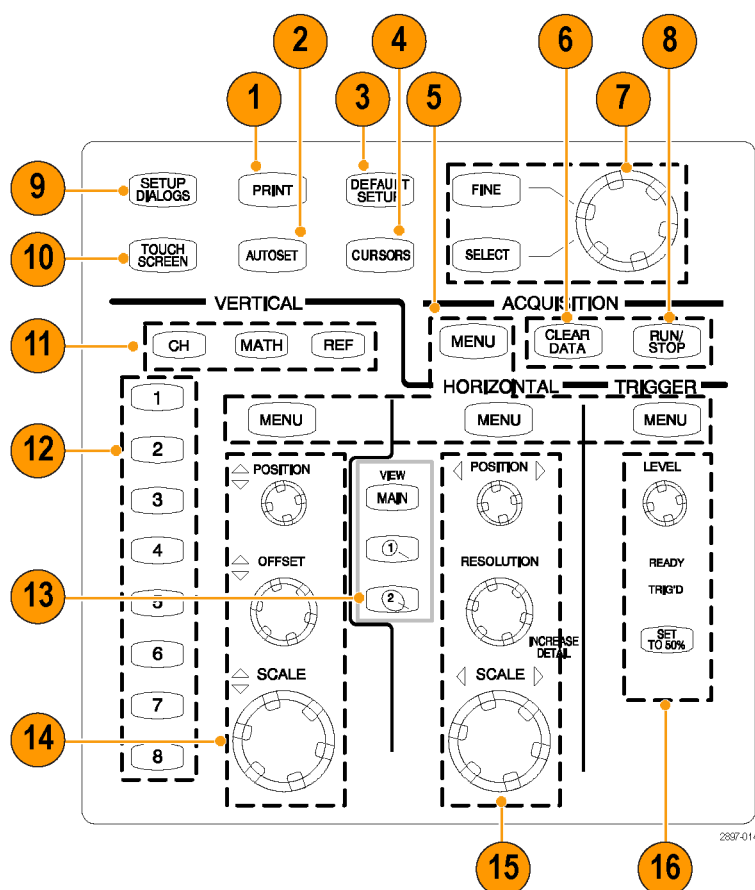 2
4
6
8
1
3
5
7
9
SETUP
DIALOGS
PRINT
DEFAULT
SETUP
FINE
10
TOUCH
SCREEN
AUTOSET
CURSORS
SELECT
VERTICAL
ACQUISITION
11
CH
MATH
REF
MENU
CLEAR
DATA
RUN/
STOP
HORIZONTAL
TRIGGER
1
MENU
MENU
MENU
12
2
POSITION
VIEW
MAIN
POSITION
LEVEL
3
4
1
OFFSET
RESOLUTION
READY
TRIG'D
13
5
2
INCREASE
DETAIL
SET
TO 50%
6
SCALE
SCALE
7
14
8
15
16
2897-014